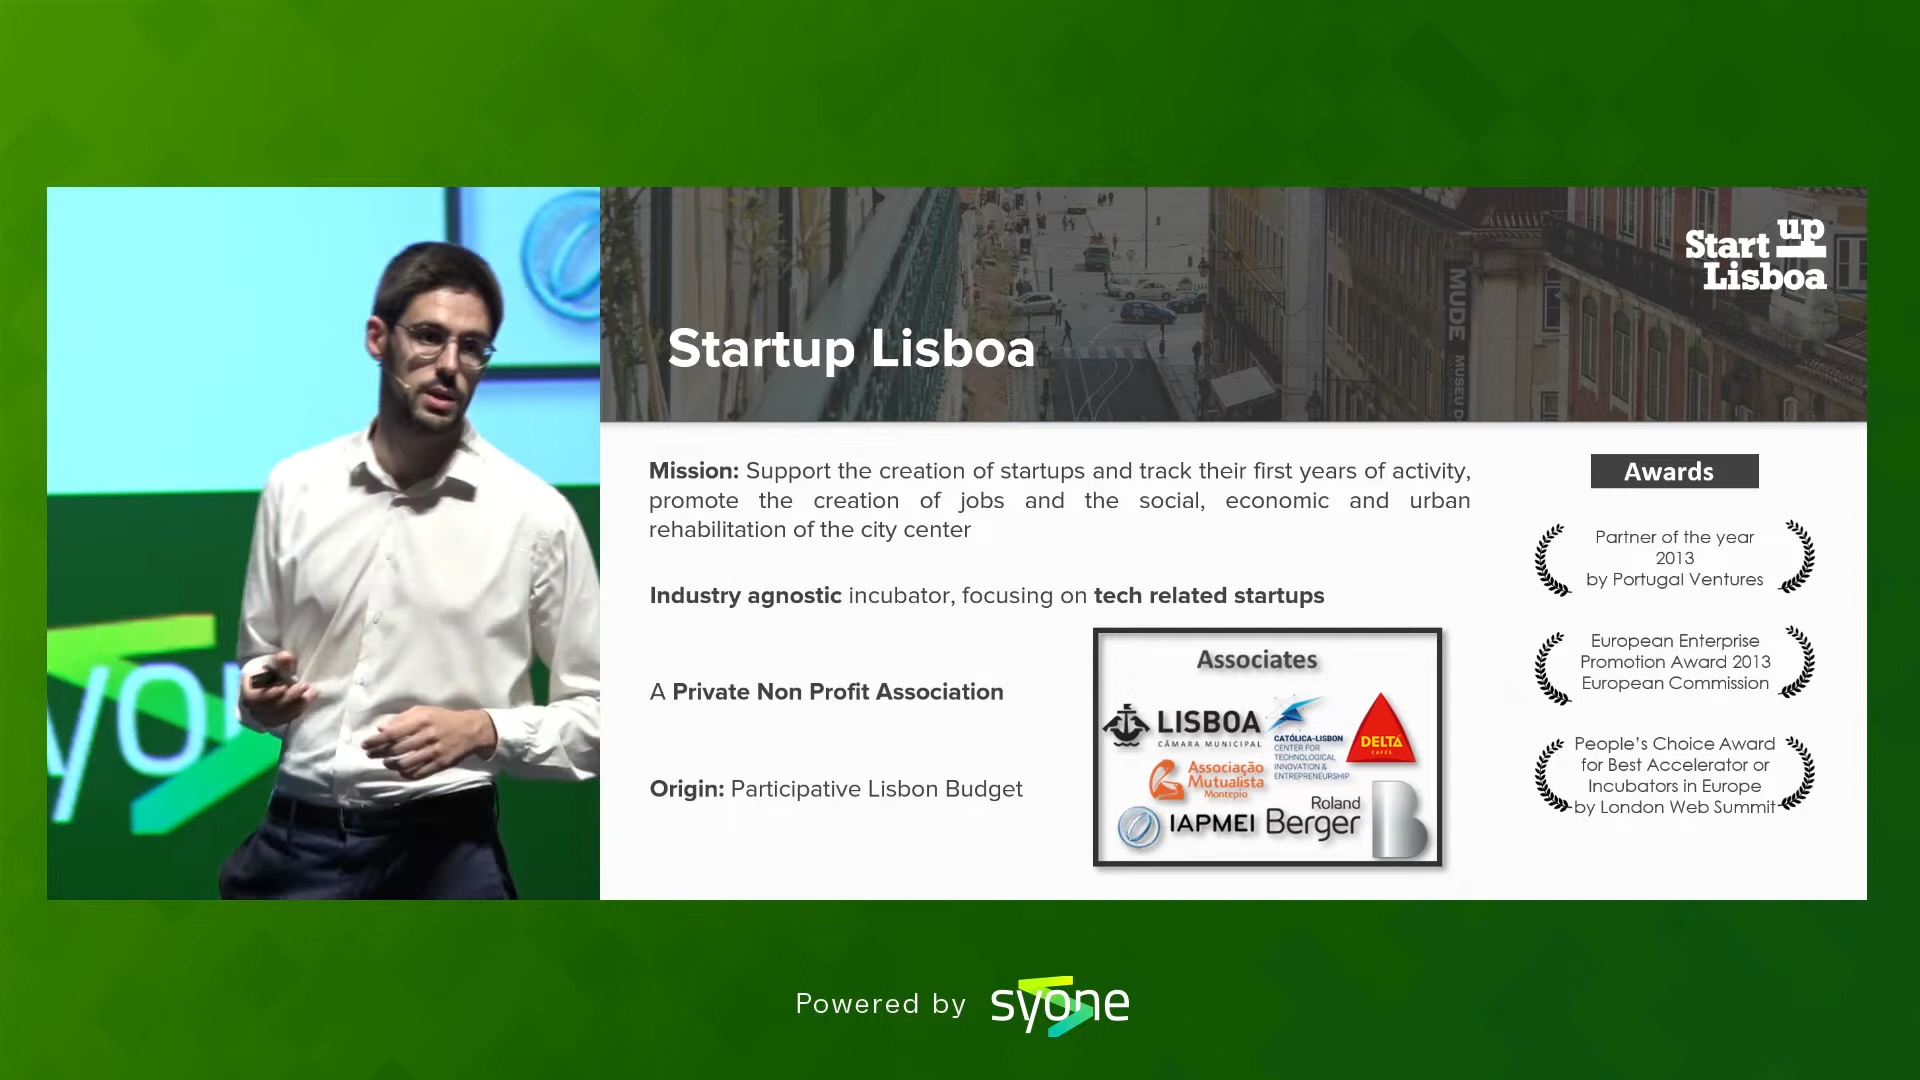 Start up
Lisboa
MUDE
Startup Lisboa
Mission: Support the creation of startups and track their first years of activity,
promote the creation of jobs and the social, economic and urban
rehabilitation of the city center
Industry agnostic incubator, focusing on tech related startups
A Private Non Profit Association
Origin: Participative Lisbon Budget
Associates
LISBOA
CÂMARA MUNICIPAL
CATÓLICA-LISBON
CENTER FOR
TECHNOLOGICAL
INNOVATION &
ENTREPRENEURSHIP
DELTA
CAFES
Associação
Mutualista
Montepio
IAPMEI
Roland
Berger
B
Awards
Partner of the year
2013
by Portugal Ventures
European Enterprise
Promotion Award 2013
European Commission
People's Choice Award
for Best Accelerator or
Incubators in Europe
by London Web Summit
yo
Powered by syone